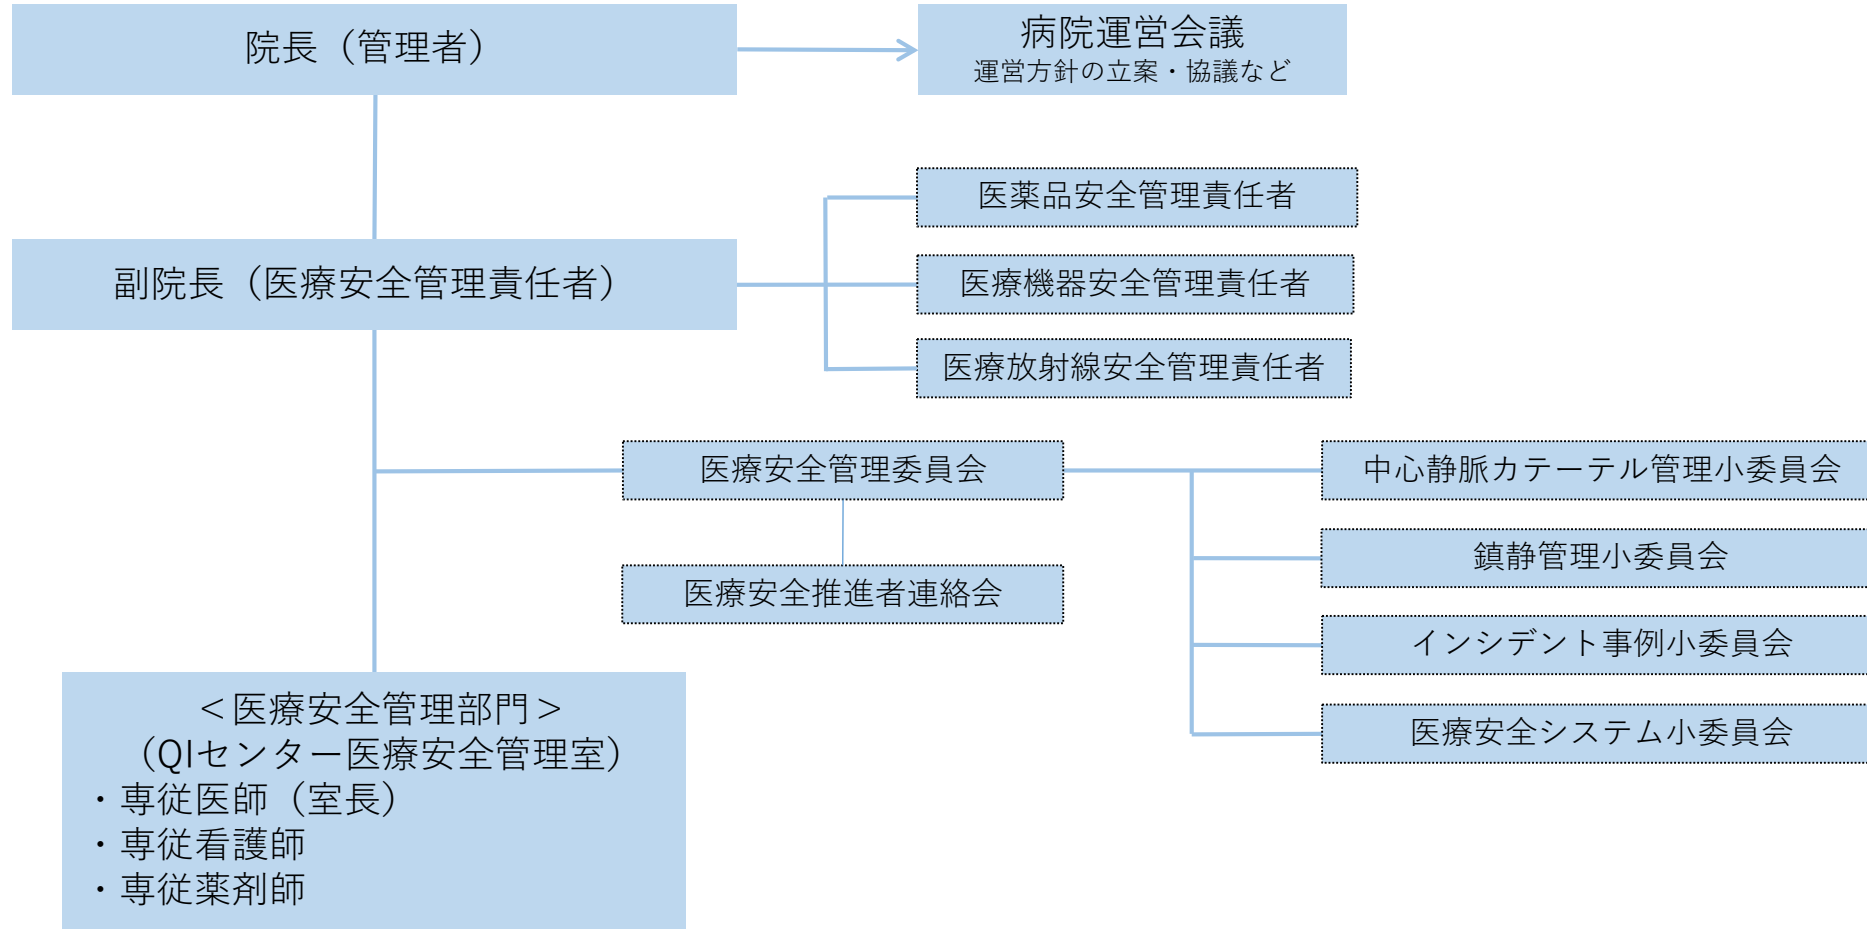 院長（管理者）
病院運営会議
運営方針の立案・協議など
医薬品安全管理責任者
副院長（医療安全管理責任者）
医療機器安全管理責任者
医療放射線安全管理責任者
医療安全管理委員会
中心静脈カテーテル管理小委員会
鎮静管理小委員会
医療安全推進者連絡会
インシデント事例小委員会
医療安全システム小委員会
＜医療安全管理部門＞
（QIセンター医療安全管理室）
・専従医師（室長）
・専従看護師
・専従薬剤師